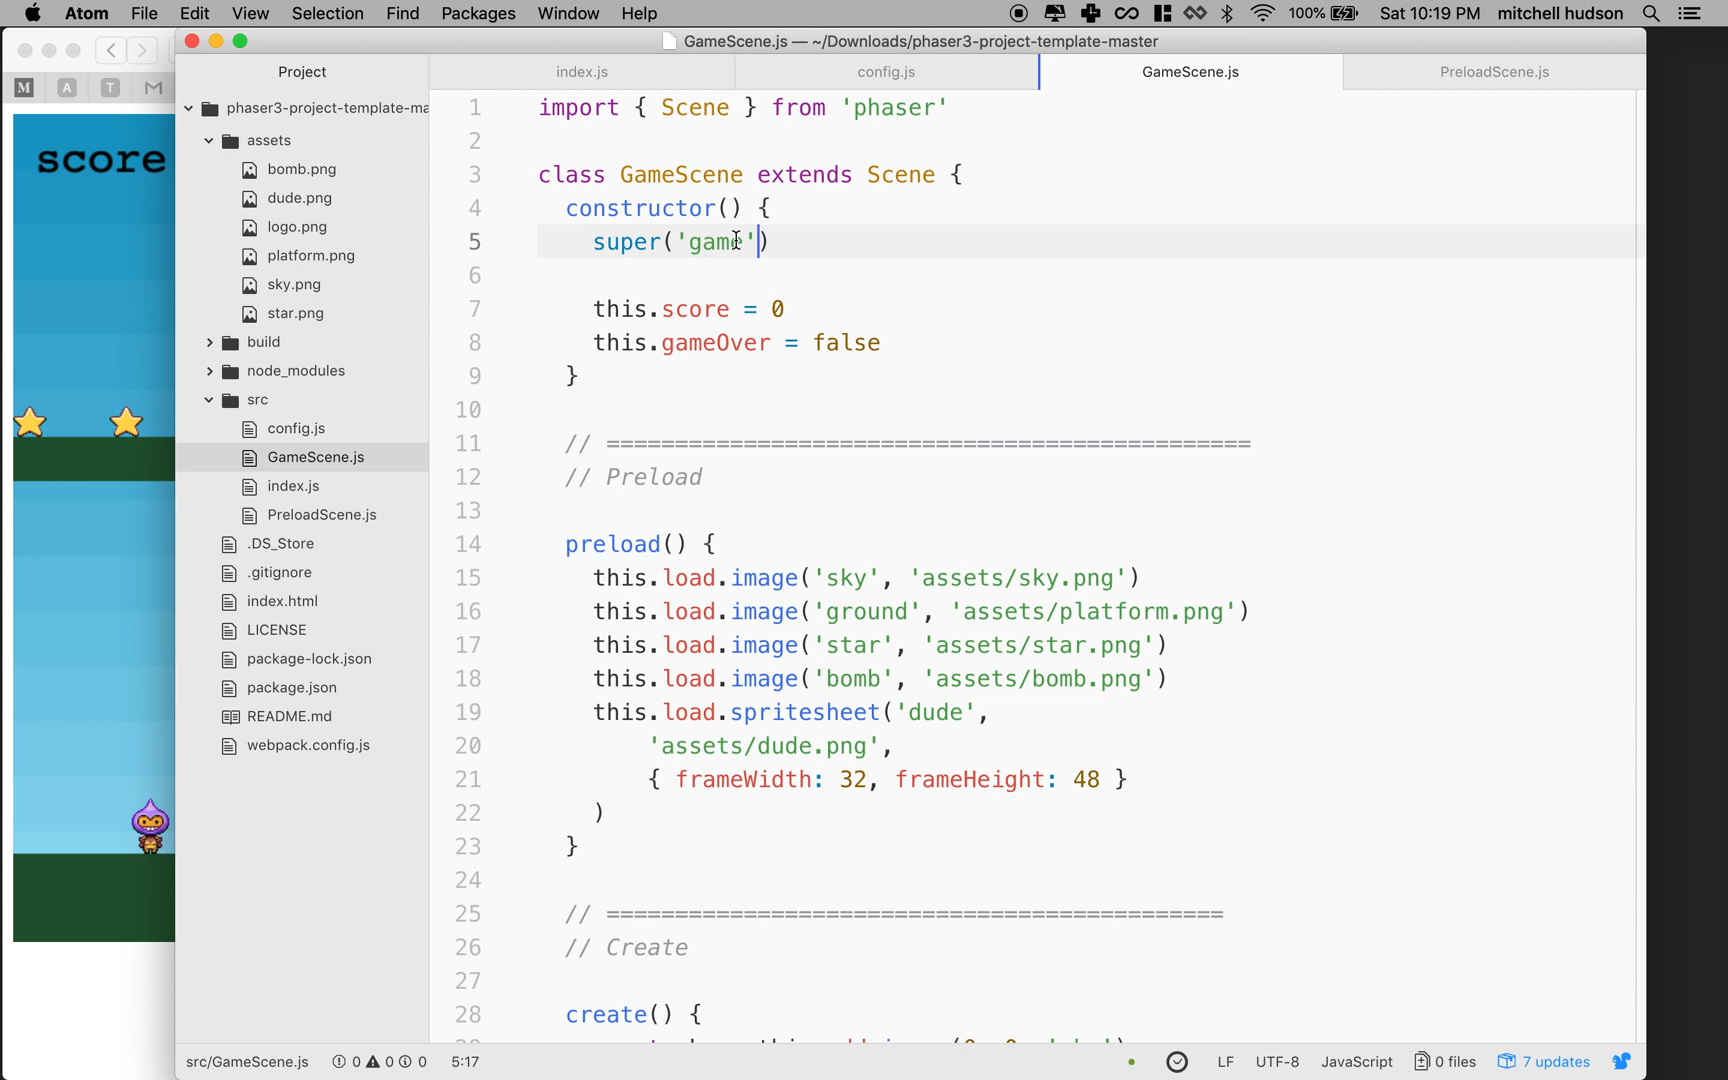 Atom File Edit View Selection Find Packages Window Help 100% Sat 10:19 PM mitchell hudson
GameScene.js — ~/Downloads/phaser3-project-template-master
Project index.js config.js GameScene.js PreloadScene.js
M A T M
score
phaser3-project-template-ma
assets
bomb.png
dude.png
logo.png
platform.png
sky.png
star.png
build
node_modules
src
config.js
GameScene.js
index.js
PreloadScene.js
.DS_Store
.gitignore
index.html
LICENSE
package-lock.json
package.json
README.md
webpack.config.js
1 import { Scene } from 'phaser'
2
3 class GameScene extends Scene {
4 constructor() {
5 super('game')
6
7 this.score = 0
8 this.gameOver = false
9 }
10
11 // ===============================================
12 // Preload
13
14 preload() {
15 this.load.image('sky', 'assets/sky.png')
16 this.load.image('ground', 'assets/platform.png')
17 this.load.image('star', 'assets/star.png')
18 this.load.image('bomb', 'assets/bomb.png')
19 this.load.spritesheet('dude',
20 'assets/dude.png',
21 { frameWidth: 32, frameHeight: 48 }
22 )
23 }
24
25 // =============================================
26 // Create
27
28 create() {
src/GameScene.js 0 0 0 5:17 LF UTF-8 JavaScript 0 files 7 updates